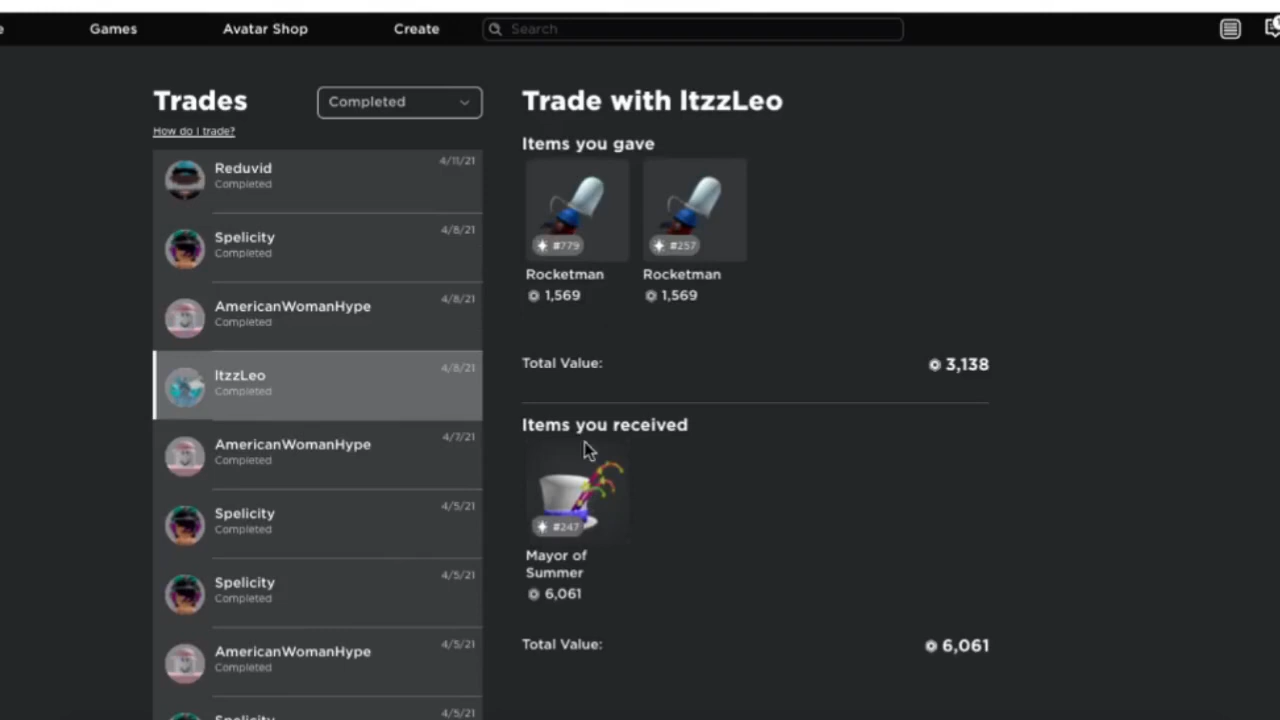 e
Games
Avatar Shop
Create
Search
Trades
Completed
How do I trade?
Reduvid
4/11/21
Completed
Spelicity
4/8/21
Completed
AmericanWomanHype
4/8/21
Completed
ItzzLeo
4/8/21
Completed
AmericanWomanHype
4/7/21
Completed
Spelicity
4/5/21
Completed
Spelicity
4/5/21
Completed
AmericanWomanHype
4/5/21
Completed
Spelicity
4/5/21
Trade with ItzzLeo
Items you gave
#779
#257
Rocketman
Rocketman
1,569
1,569
Total Value:
3,138
Items you received
#247
Mayor of
Summer
6,061
Total Value:
6,061